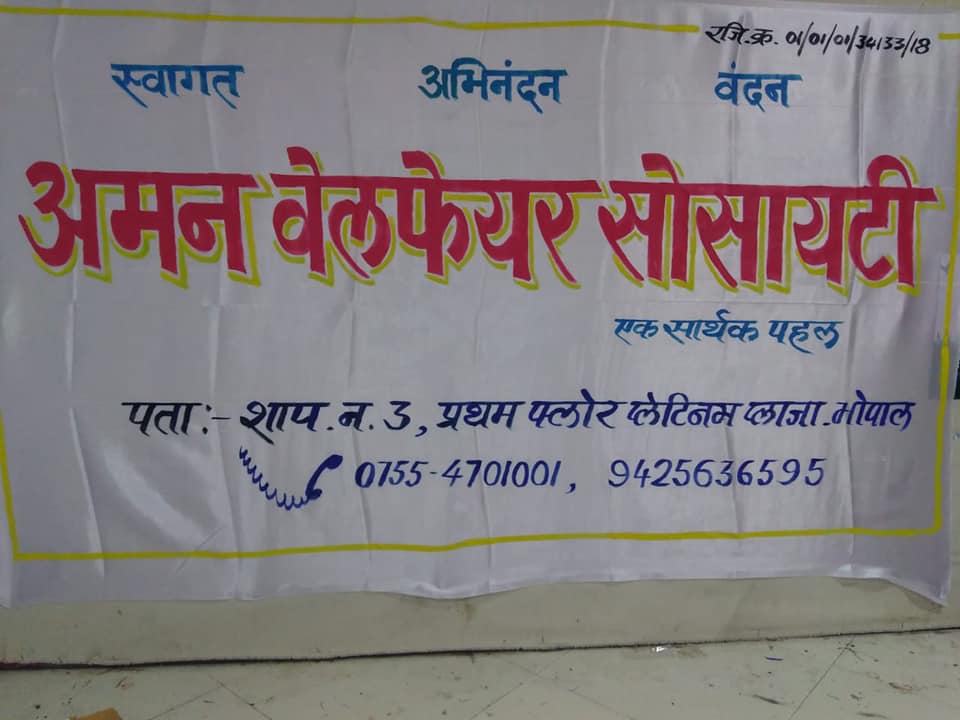 रजि.क्र. 01/01/01/34133/18
स्वागत अभिनंदन वंदन
अमन वेलफेयर सोसायटी
एक सार्थक पहल
पता:- शाप.न. 3, प्रथम फ्लोर प्लेटिनम प्लाजा.भोपाल
0755-4701001, 9425636595